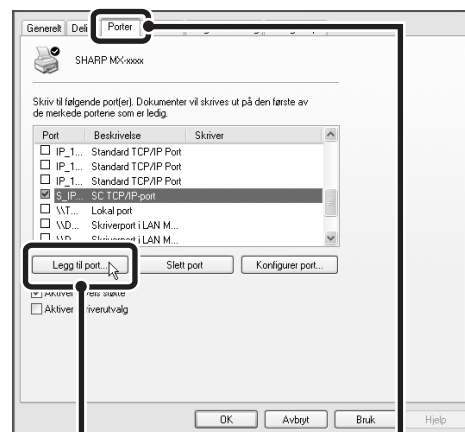 Generelt Porter
SHARP MX-xxxx
Skriv til følgende port(er). Dokumenter vil skrives ut på den første av
de merkede portene som er ledig.
Port Beskrivelse Skriver
IP_1... Standard TCP/IP Port
IP_1... Standard TCP/IP Port
IP_1... Standard TCP/IP Port
S_IP... SC TCP/IP-port
\\T... Lokal port
\\D... Skriverport i LAN M...
\\D... Skriverport i LAN M...
Legg til port... Slett port Konfigurer port...
Aktiver støtte
Aktiver
OK Avbryt Bruk Hjelp